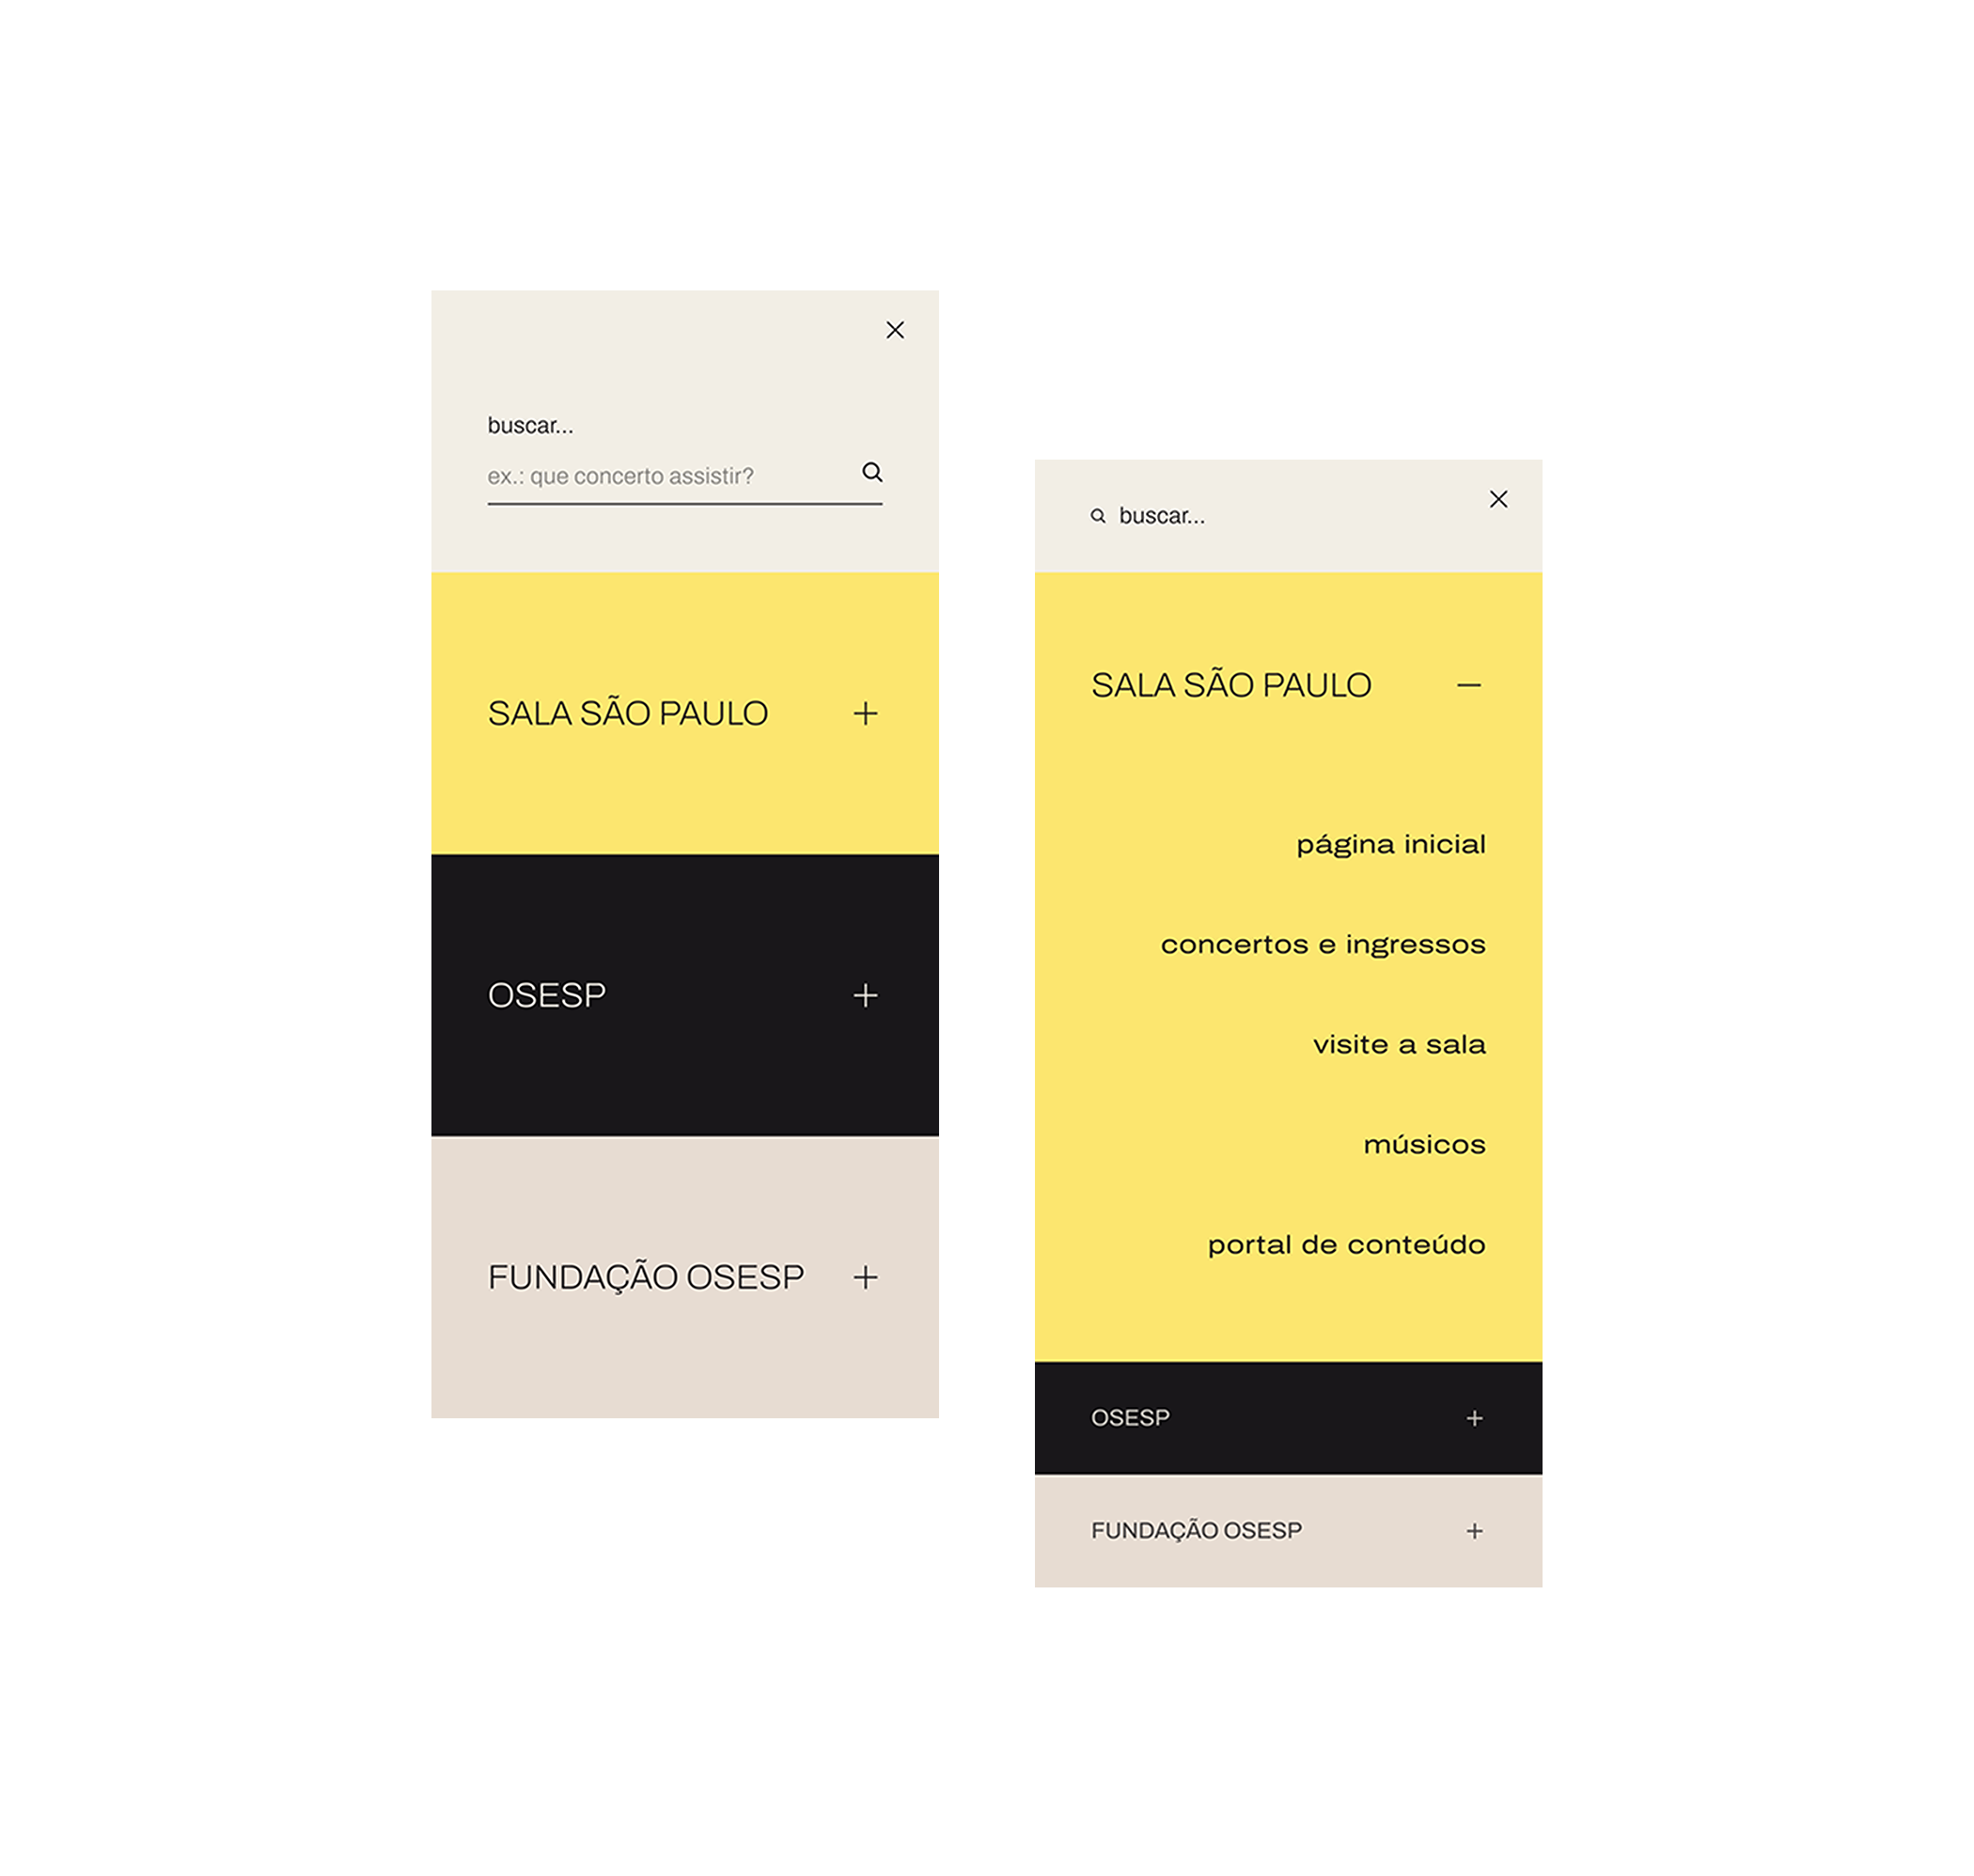 buscar...
ex.: que concerto assistir?
SALA SÃO PAULO
OSESP
FUNDAÇÃO OSESP
buscar...
SALA SÃO PAULO
página inicial
concertos e ingressos
visite a sala
músicos
portal de conteúdo
OSESP
FUNDAÇÃO OSESP